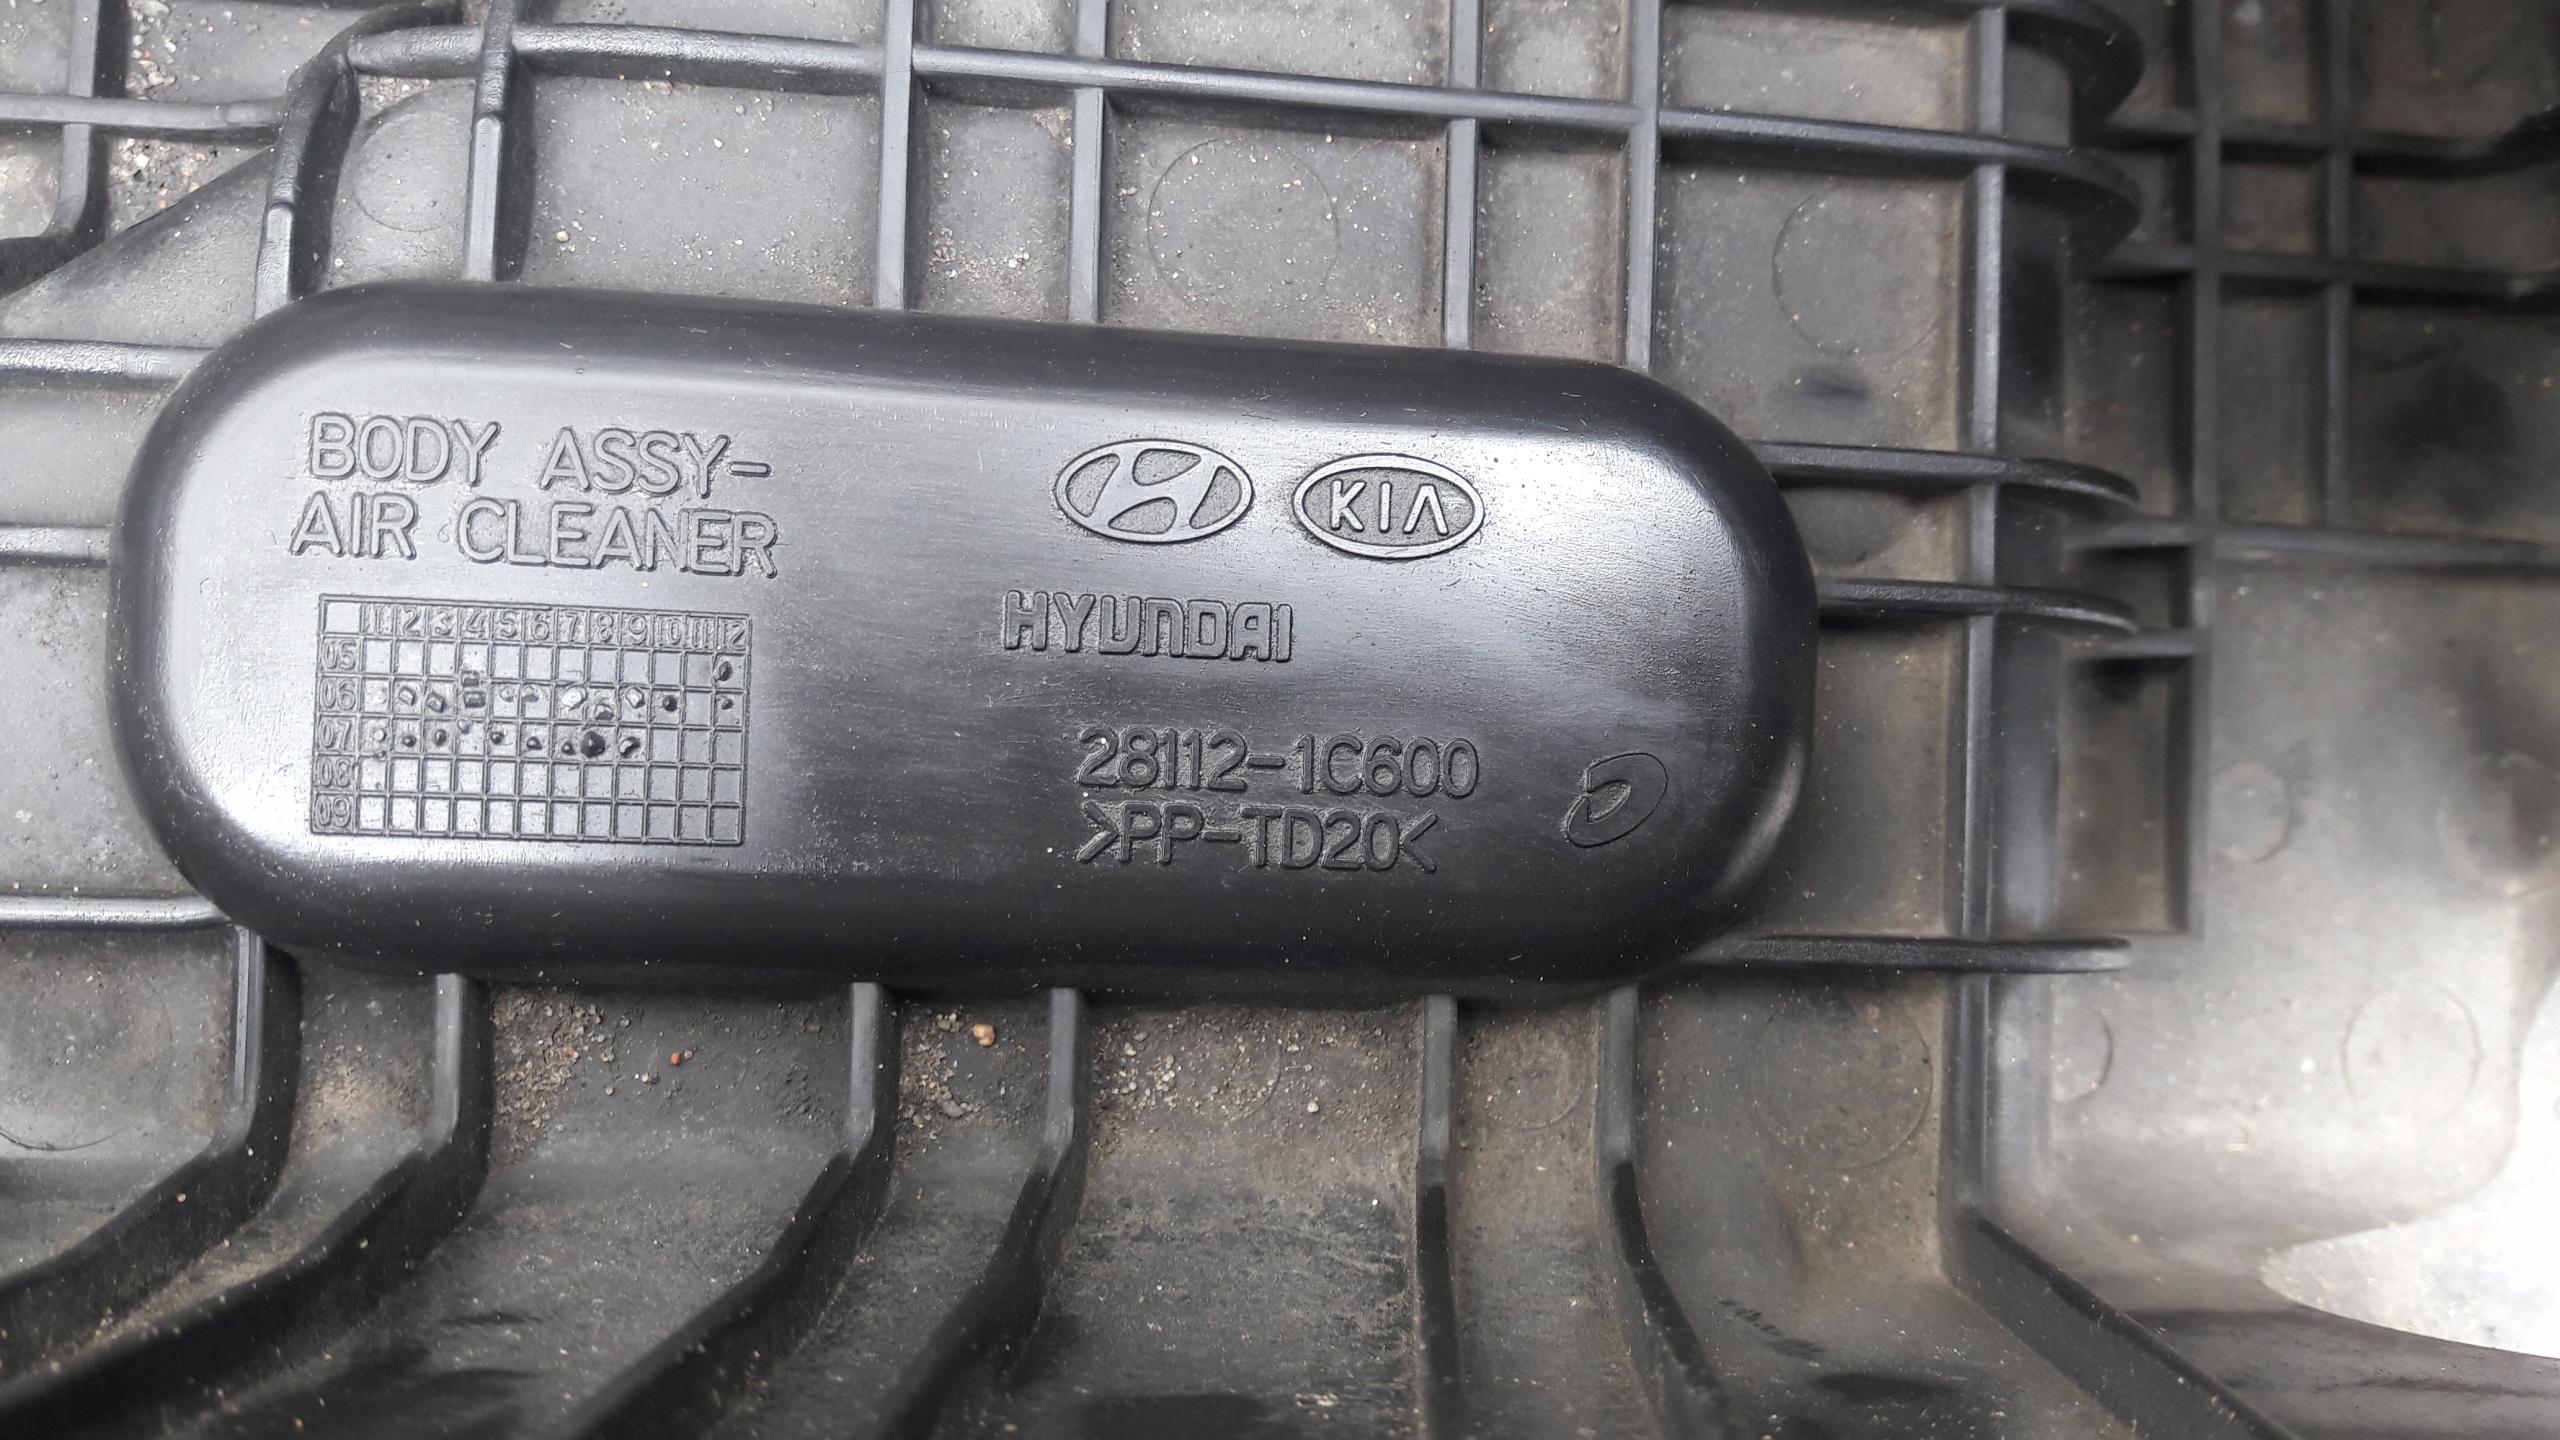 BODY ASSY-
AIR CLEANER
1 2 3 4 5 6 7 8 9 10 11 12
05
06
07
08
09
KIA
HYUNDAI
28112-1C600
>PP-TD20<